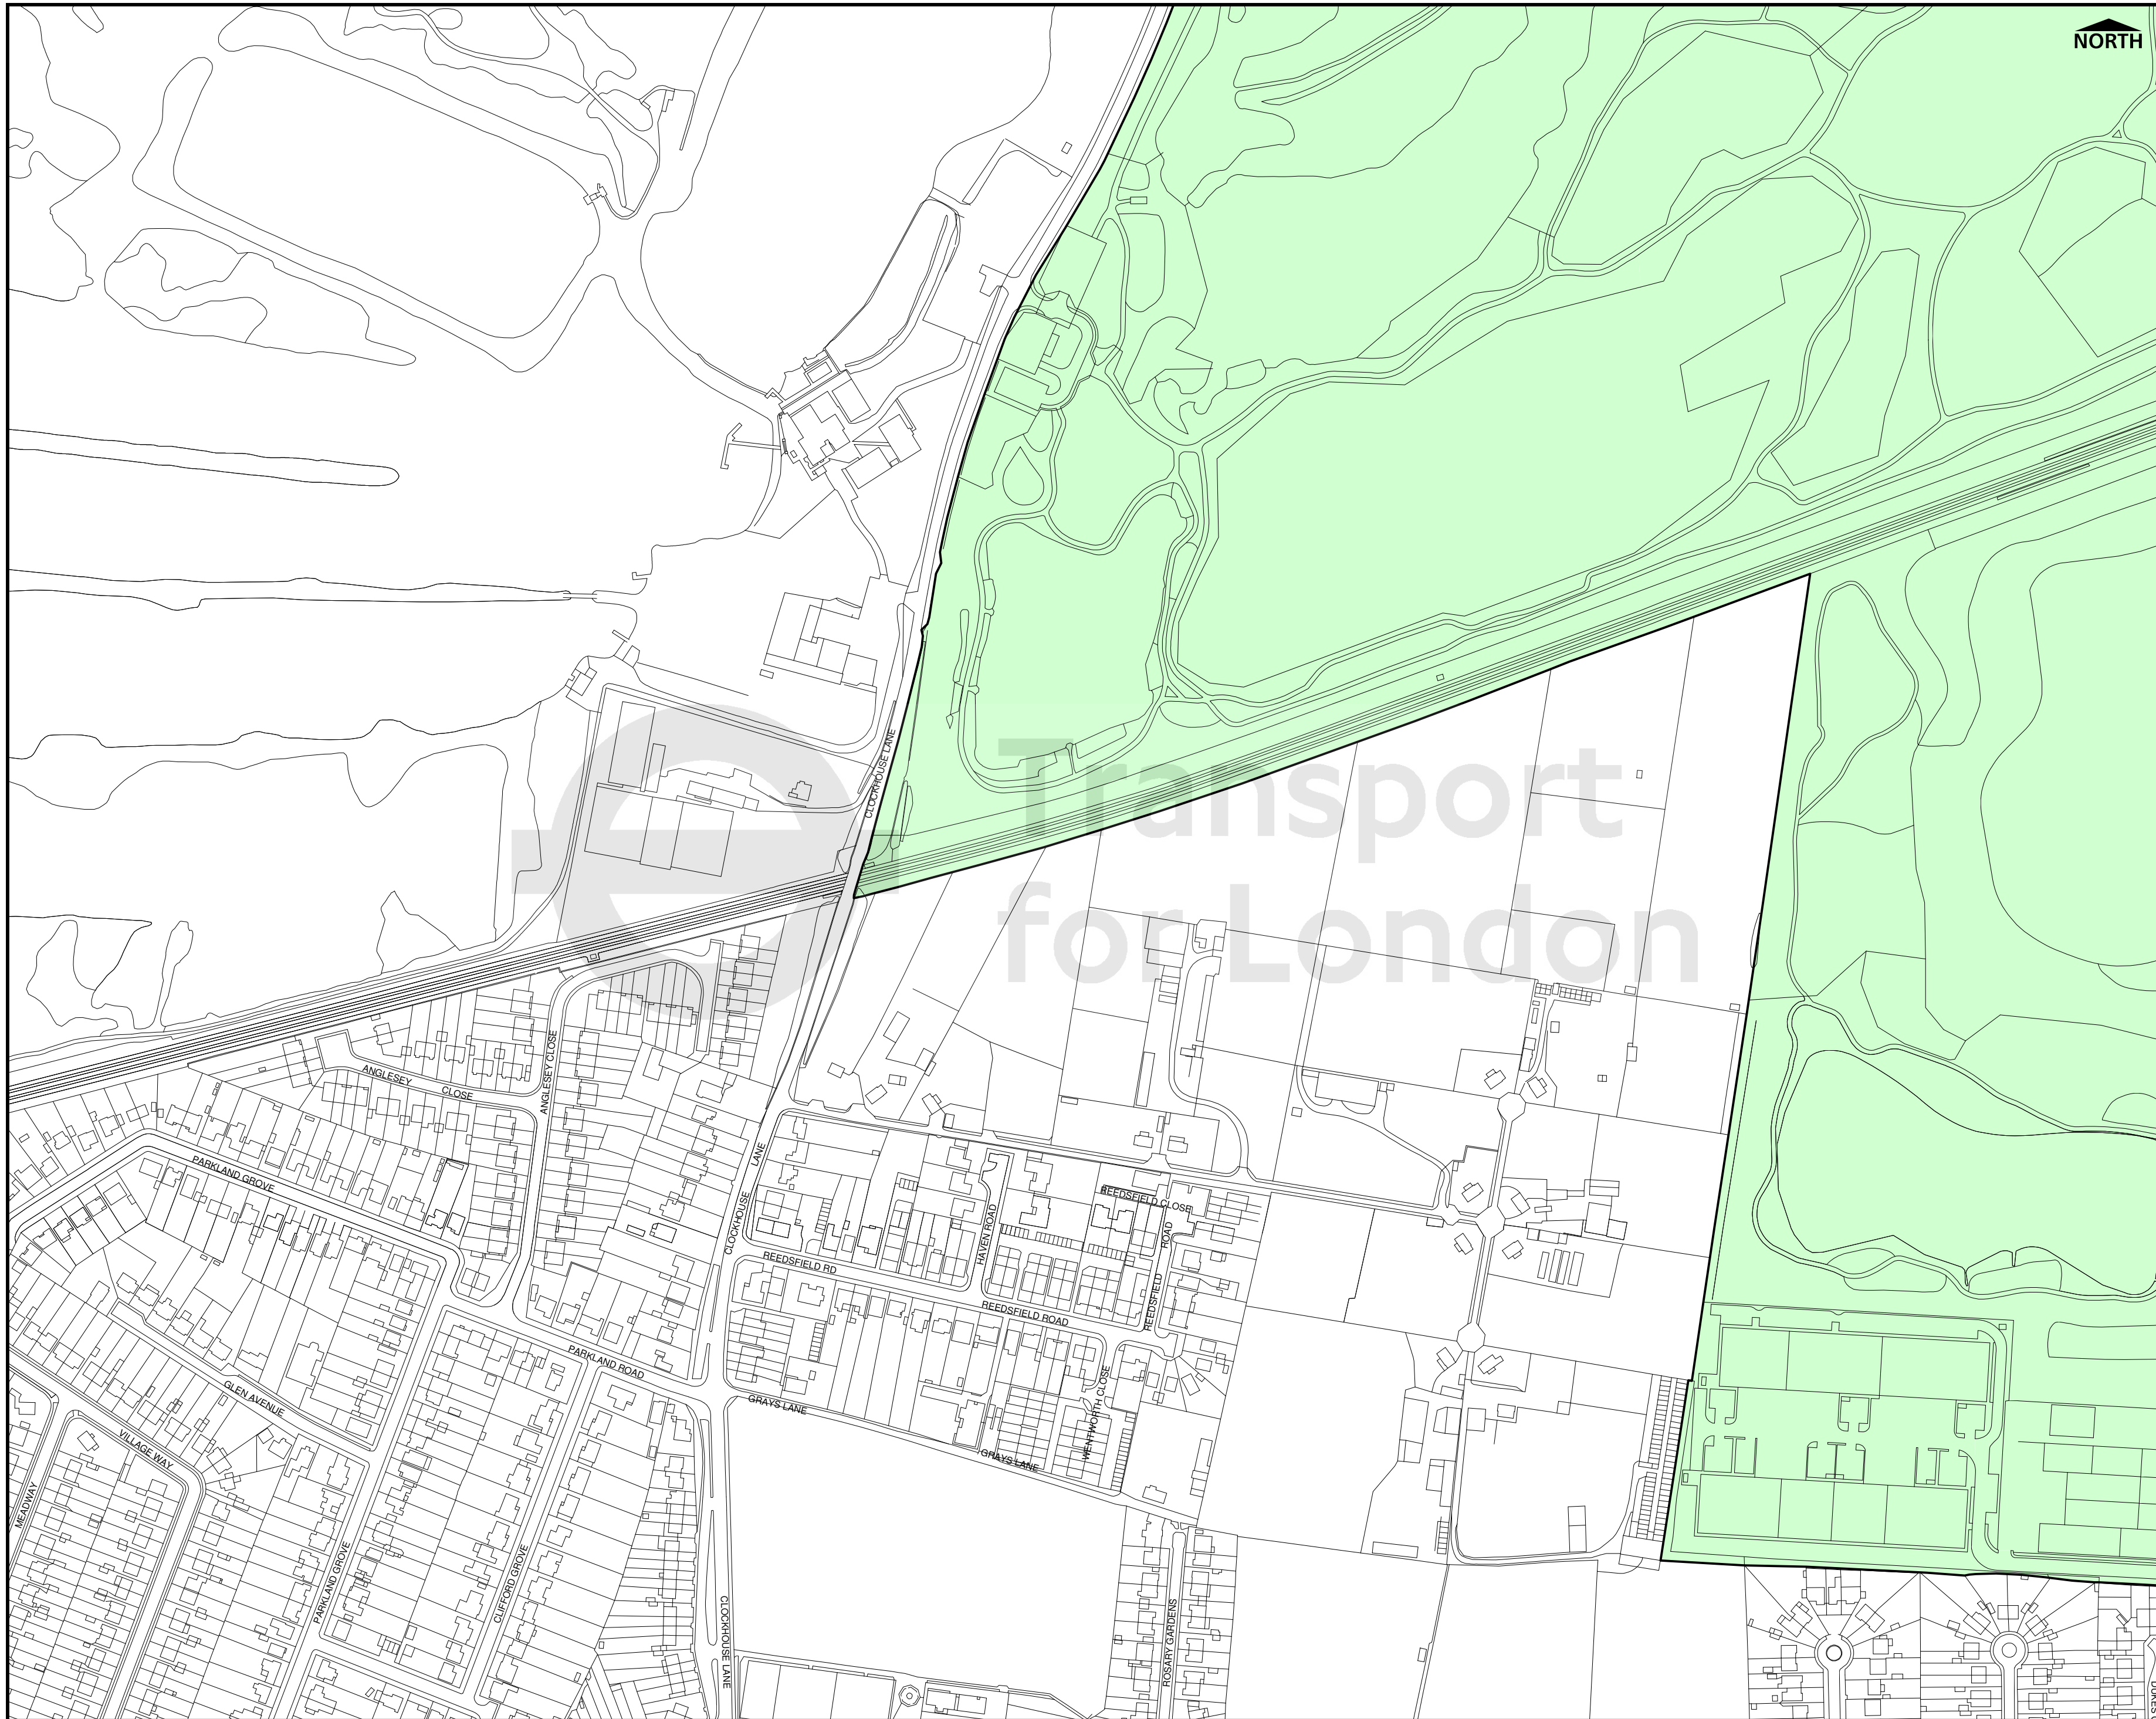 NORTH
CLOCKHOUSE LANE
Transport
for London
ANGLESEY CLOSE
ANGLESEY
CLOSE
PARKLAND GROVE
CLOCKHOUSE
LANE
REEDSFIELD CLOSE
HAVEN ROAD
REEDSFIELD
ROAD
REEDSFIELD RD
REEDSFIELD ROAD
PARKLAND ROAD
GLEN AVENUE
GRAYS LANE
WENTWORTH CLOSE
GRAYS LANE
VILLAGE WAY
MEADWAY
PARKLAND GROVE
CLIFFORD GROVE
CLOCKHOUSE LANE
ROSARY GARDENS